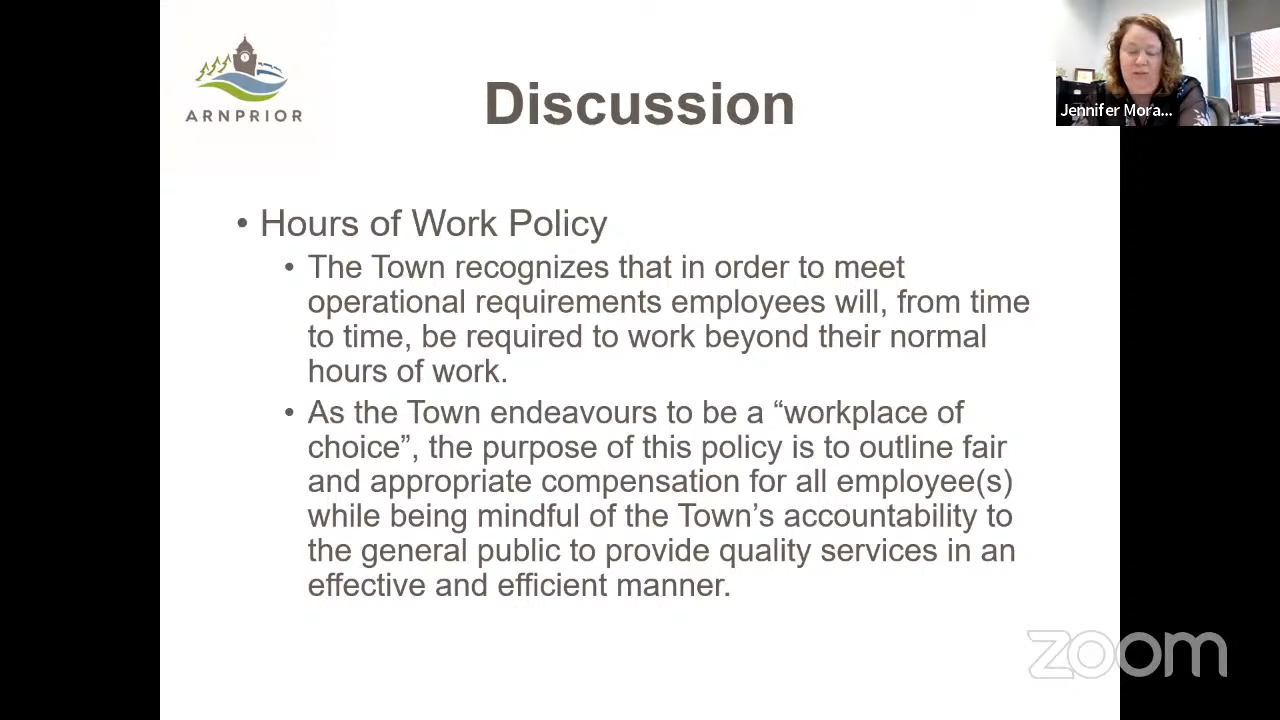 ARNPRIOR
Discussion
Jennifer Mora...
• Hours of Work Policy
• The Town recognizes that in order to meet
operational requirements employees will, from time
to time, be required to work beyond their normal
hours of work.
• As the Town endeavours to be a “workplace of
choice”, the purpose of this policy is to outline fair
and appropriate compensation for all employee(s)
while being mindful of the Town’s accountability to
the general public to provide quality services in an
effective and efficient manner.
zoom